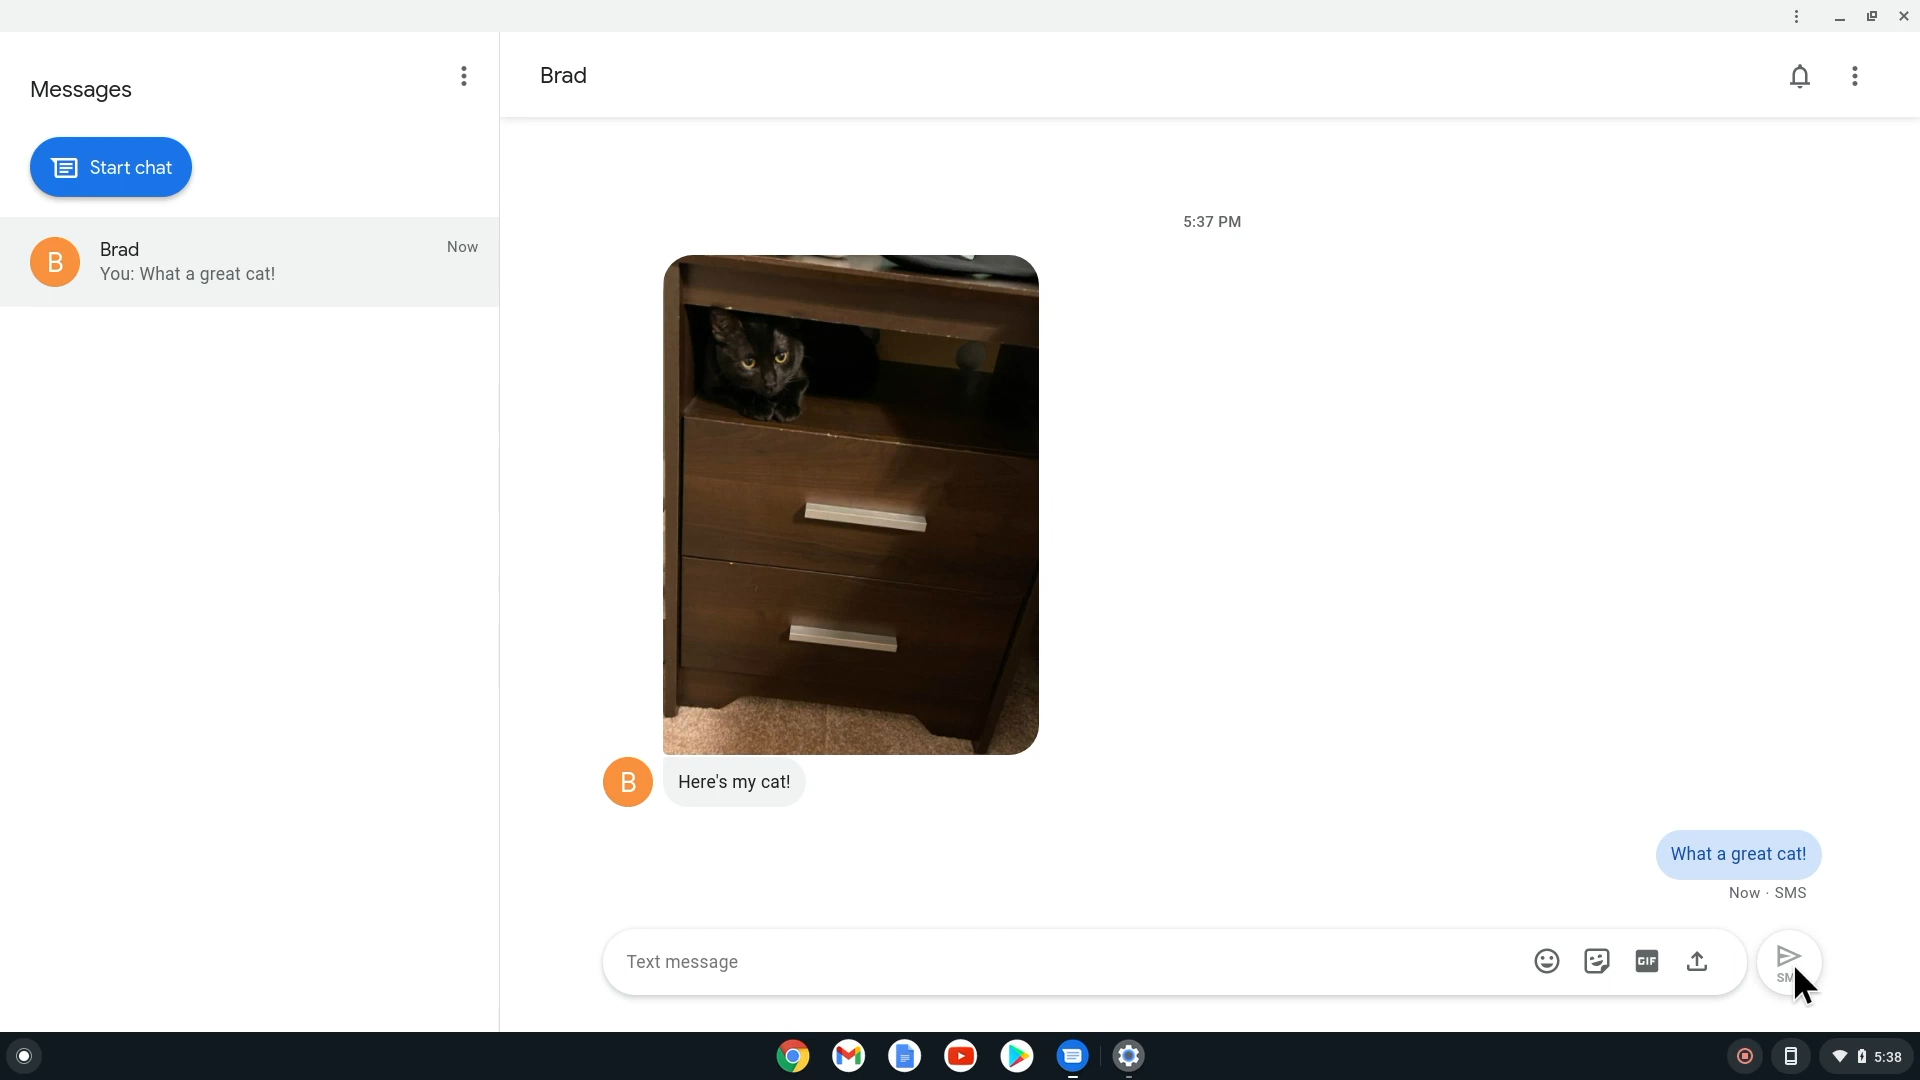 Messages
Start chat
Brad
Now
You: What a great cat!
B
Brad
5:37 PM
B
Here's my cat!
What a great cat!
Now · SMS
Text message
GIF
5:38